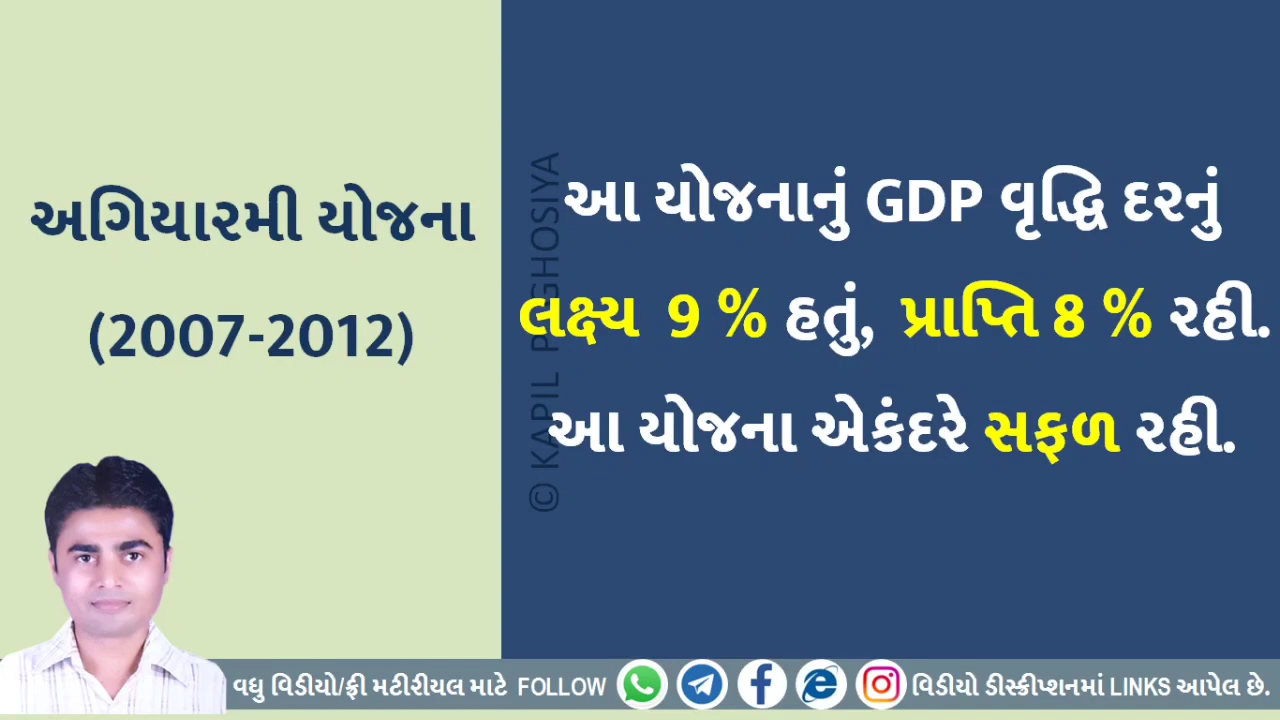 અગિયારમી યોજના
(2007-2012)
આ યોજનાનું GDP વૃદ્ધિ દરનું
લક્ષ્ય 9 % હતું, પ્રાપ્તિ 8 % રહી.
આ યોજના એકંદરે સફળ રહી.
© KAPIL P GHOSIYA
વધુ વિડીયો/ફ્રી મટીરીયલ માટે FOLLOW વિડીયો ડીસ્ક્રીપ્શનમાં LINKS આપેલ છે.